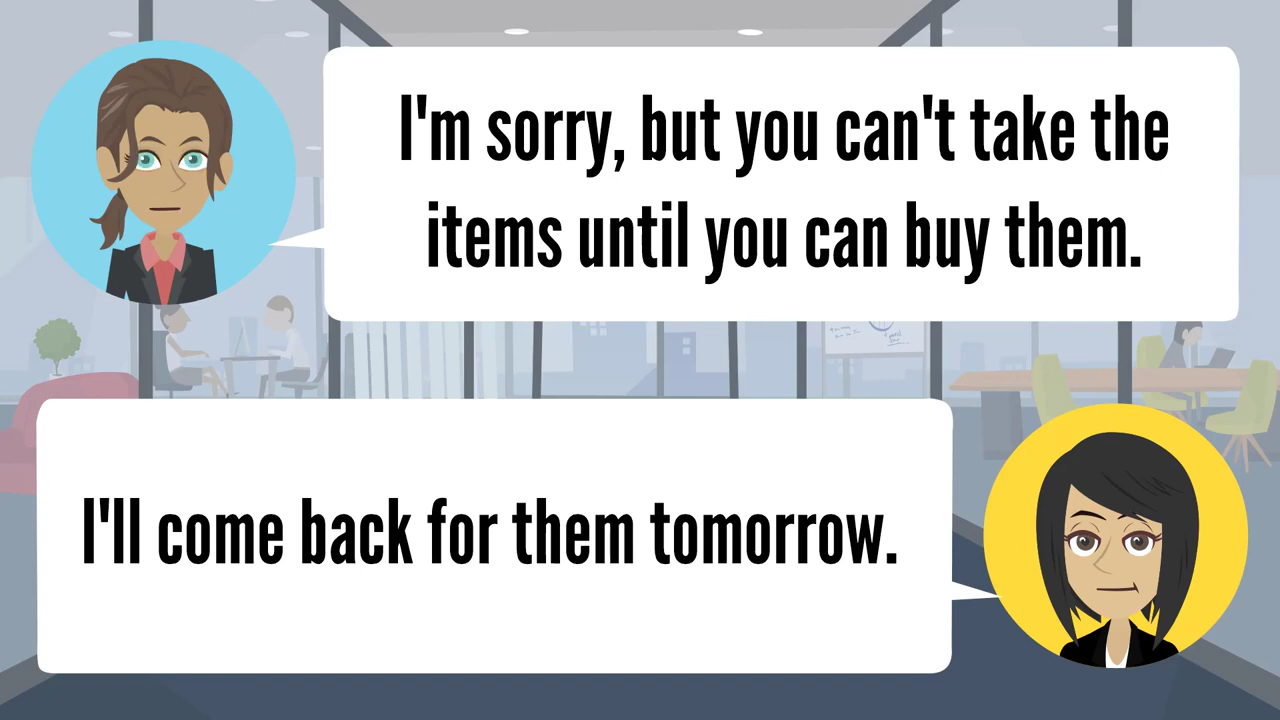 I'm sorry, but you can't take the
items until you can buy them.
I'll come back for them tomorrow.